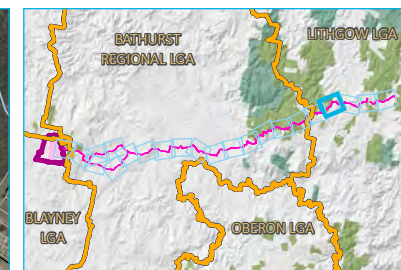 BATHURST
REGIONAL LGA
LITHGOW LGA
BLAYNEY
LGA
OBERON LGA